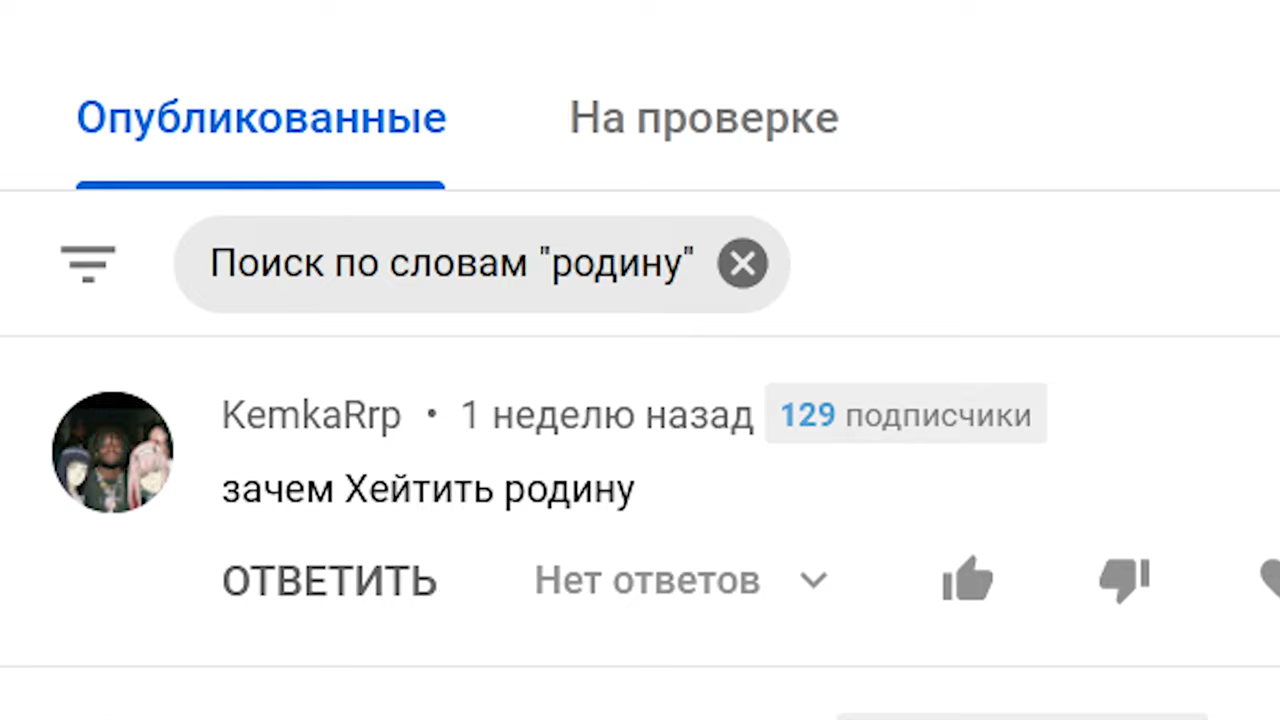 Опубликованные На проверке
Поиск по словам "родину"
KemkaRrp • 1 неделю назад 129 подписчики
зачем Хейтить родину
ОТВЕТИТЬ Нет ответов